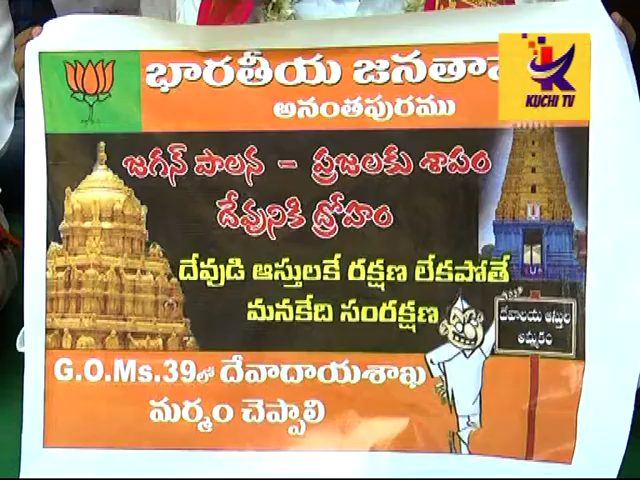 భారతీయ జనతా
అనంతపురము
KUCHI TV
జగన్ పాలన - ప్రజలకు శాపం
దేవునికి ద్రోహం
దేవుడి ఆస్తులకే రక్షణ లేకపోతే
మనకేది సంరక్షణ
దేవాలయ ఆస్తుల
అమ్మకం
G.O.Ms.39లో దేవాదాయశాఖ
మర్మం చెప్పాలి